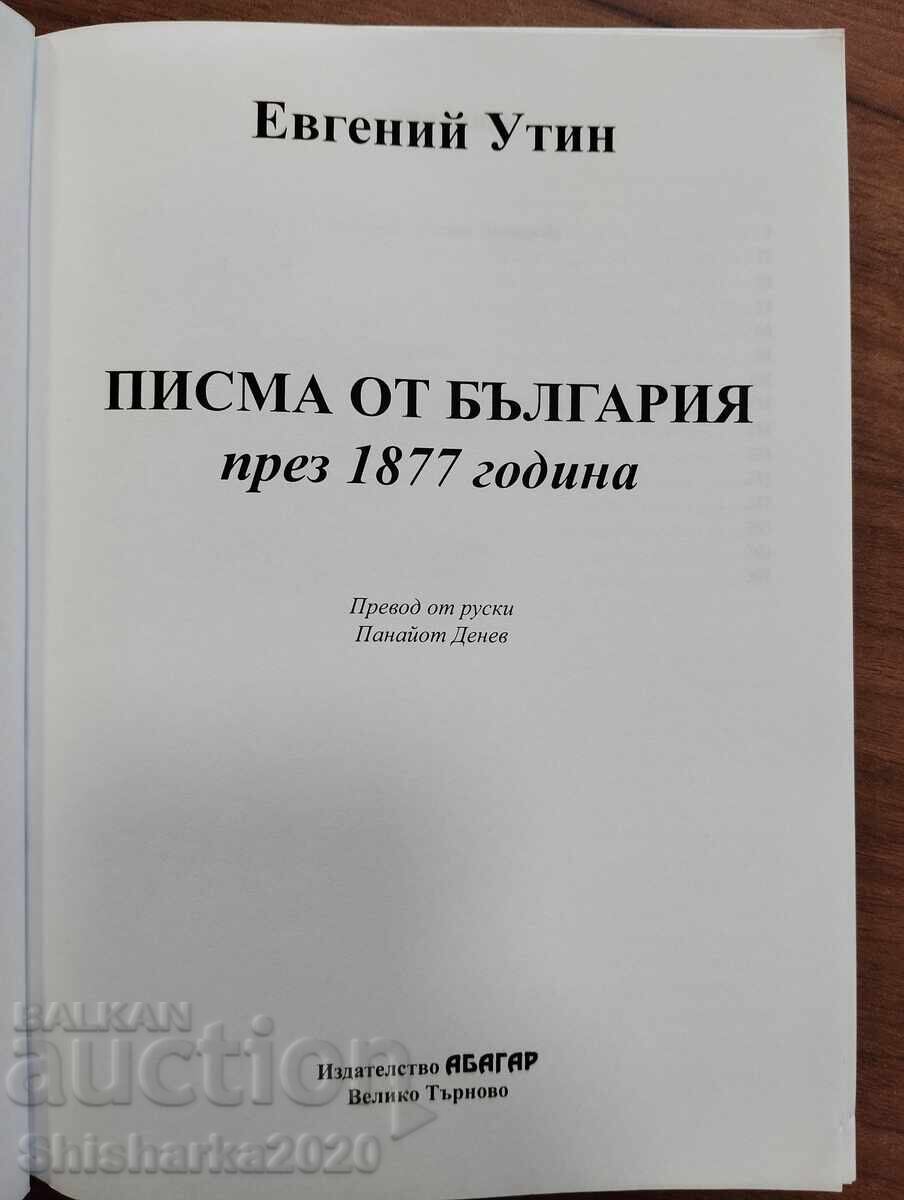 Евгений Утин
ПИСМА ОТ БЪЛГАРИЯ
през 1877 година
Превод от руски
Панайот Денев
Издателство АБАГАР
Велико Търново
BALKAN
auction
Shisharka2020